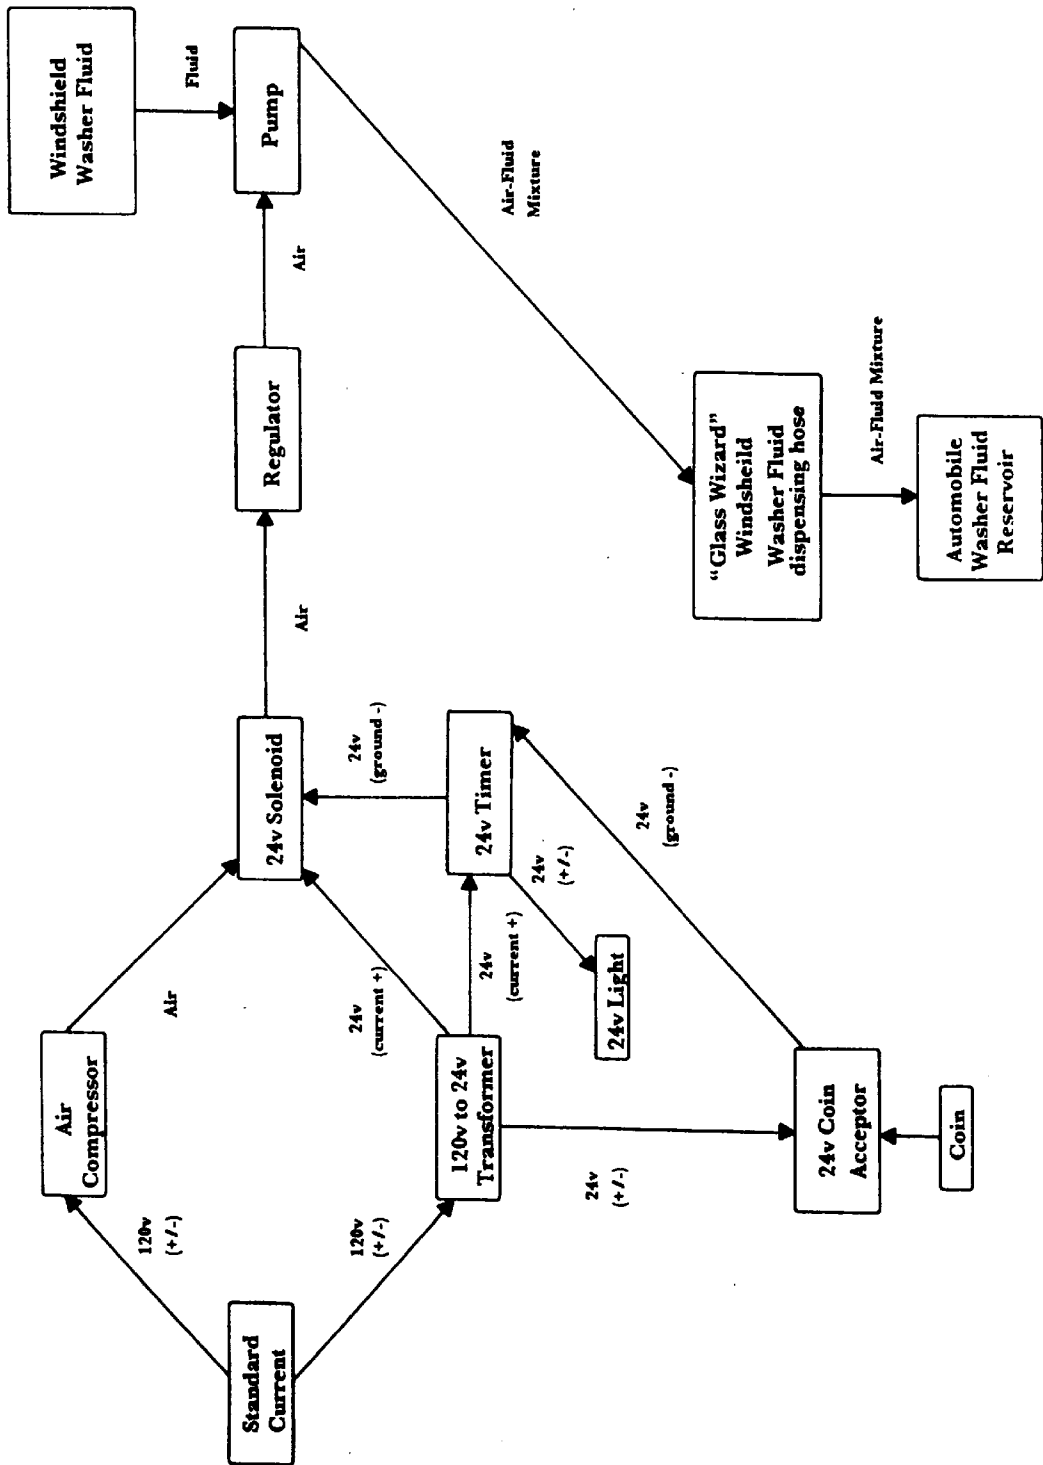 Standard
Current
120v
(+/-)
120v
(+/-)
Air
Compressor
Air
120v to 24v
Transformer
24v
(current +)
24v
(current +)
24v
(+/-)
Coin
24v Coin
Acceptor
24v
(ground -)
24v Light
24v
(+/-)
24v Timer
24v
(ground -)
24v Solenoid
Air
Regulator
Air
Pump
Fluid
Windshield
Washer Fluid
Air-Fluid
Mixture
“Glass Wizard”
Windsheild
Washer Fluid
dispensing hose
Air-Fluid Mixture
Automobile
Washer Fluid
Reservoir